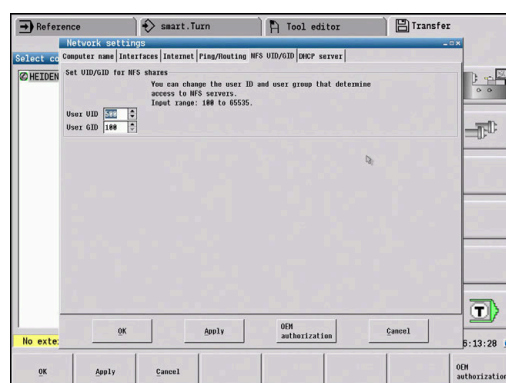 Reference smart.Turn Tool editor Transfer
Network settings
Select co
Computer name Interfaces Internet Ping/Routing NFS UID/GID DHCP server
HEIDEN
Set UID/GID for NFS shares
You can change the user ID and user group that determine
access to NFS servers.
Input range: 100 to 65535.
User UID 500
User GID 100
T
OK Apply OEM authorization Cancel
No exte
6:13:28
OK Apply Cancel OEM
authorization